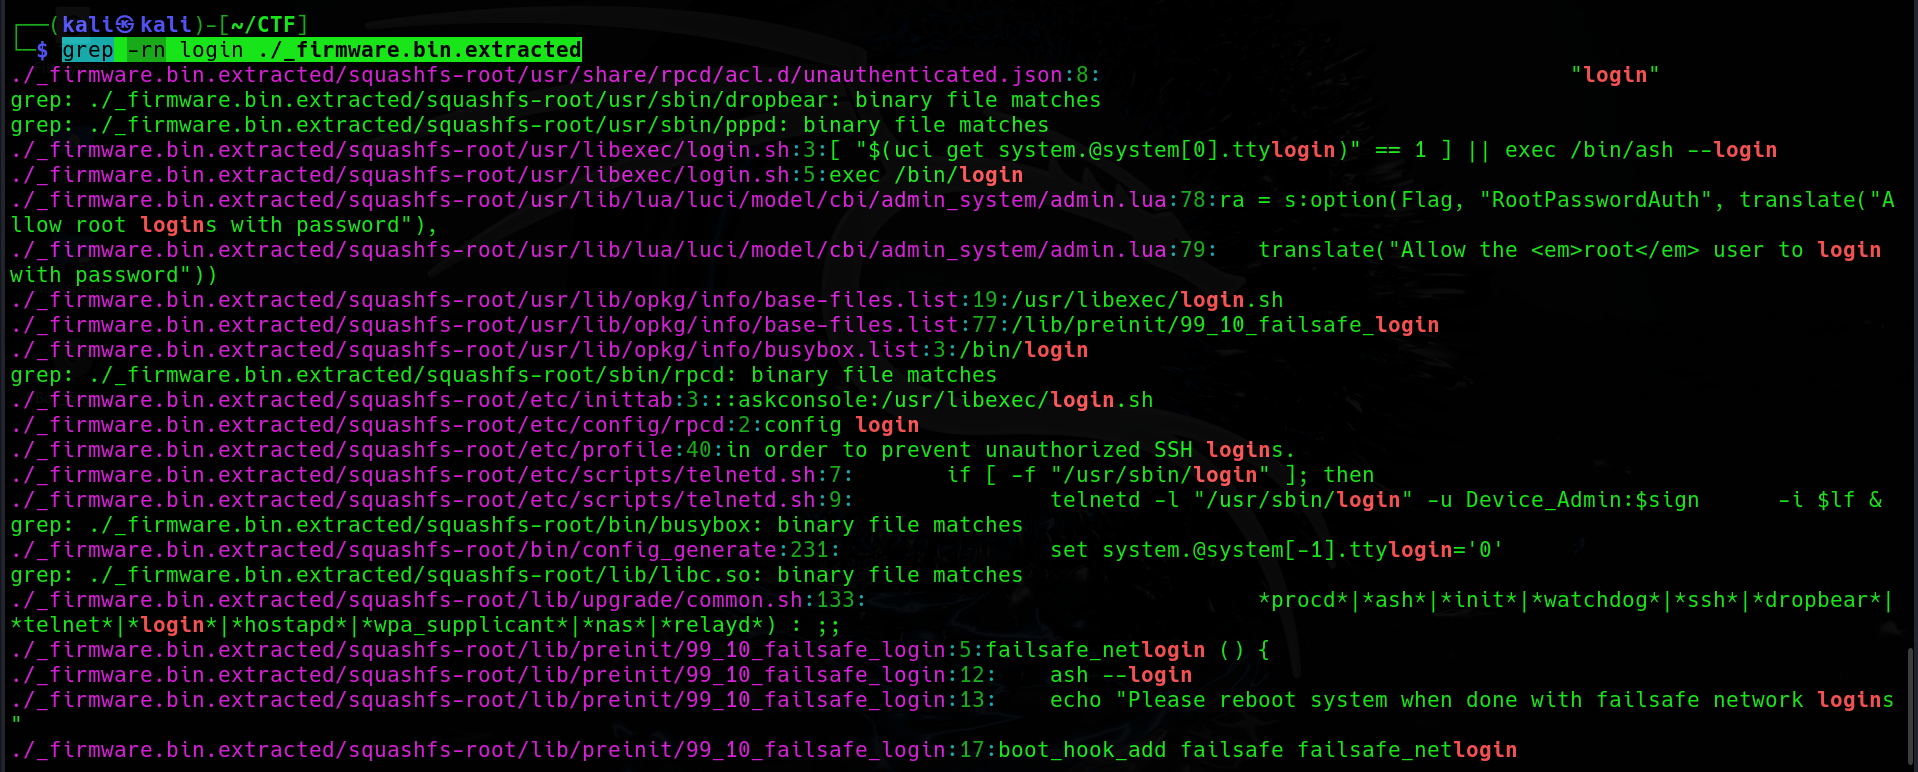 ┌──(kali㉿kali)-[~/CTF]
└─$ grep -rn login ./_firmware.bin.extracted
./_firmware.bin.extracted/squashfs-root/usr/share/rpcd/acl.d/unauthenticated.json:8:                                    "login"
grep: ./_firmware.bin.extracted/squashfs-root/usr/sbin/dropbear: binary file matches
grep: ./_firmware.bin.extracted/squashfs-root/usr/sbin/pppd: binary file matches
./_firmware.bin.extracted/squashfs-root/usr/libexec/login.sh:3:[ "$(uci get system.@system[0].ttylogin)" == 1 ] || exec /bin/ash --login
./_firmware.bin.extracted/squashfs-root/usr/libexec/login.sh:5:exec /bin/login
./_firmware.bin.extracted/squashfs-root/usr/lib/lua/luci/model/cbi/admin_system/admin.lua:78:ra = s:option(Flag, "RootPasswordAuth", translate("A
llow root logins with password"),
./_firmware.bin.extracted/squashfs-root/usr/lib/lua/luci/model/cbi/admin_system/admin.lua:79:   translate("Allow the <em>root</em> user to login
with password"))
./_firmware.bin.extracted/squashfs-root/usr/lib/opkg/info/base-files.list:19:/usr/libexec/login.sh
./_firmware.bin.extracted/squashfs-root/usr/lib/opkg/info/base-files.list:77:/lib/preinit/99_10_failsafe_login
./_firmware.bin.extracted/squashfs-root/usr/lib/opkg/info/busybox.list:3:/bin/login
grep: ./_firmware.bin.extracted/squashfs-root/sbin/rpcd: binary file matches
./_firmware.bin.extracted/squashfs-root/etc/inittab:3:::askconsole:/usr/libexec/login.sh
./_firmware.bin.extracted/squashfs-root/etc/config/rpcd:2:config login
./_firmware.bin.extracted/squashfs-root/etc/profile:40:in order to prevent unauthorized SSH logins.
./_firmware.bin.extracted/squashfs-root/etc/scripts/telnetd.sh:7:       if [ -f "/usr/sbin/login" ]; then
./_firmware.bin.extracted/squashfs-root/etc/scripts/telnetd.sh:9:               telnetd -l "/usr/sbin/login" -u Device_Admin:$sign      -i $lf &
grep: ./_firmware.bin.extracted/squashfs-root/bin/busybox: binary file matches
./_firmware.bin.extracted/squashfs-root/bin/config_generate:231:                set system.@system[-1].ttylogin='0'
grep: ./_firmware.bin.extracted/squashfs-root/lib/libc.so: binary file matches
./_firmware.bin.extracted/squashfs-root/lib/upgrade/common.sh:133:                              *procd*|*ash*|*init*|*watchdog*|*ssh*|*dropbear*|
*telnet*|*login*|*hostapd*|*wpa_supplicant*|*nas*|*relayd*) : ;;
./_firmware.bin.extracted/squashfs-root/lib/preinit/99_10_failsafe_login:5:failsafe_netlogin () {
./_firmware.bin.extracted/squashfs-root/lib/preinit/99_10_failsafe_login:12:    ash --login
./_firmware.bin.extracted/squashfs-root/lib/preinit/99_10_failsafe_login:13:    echo "Please reboot system when done with failsafe network logins
"
./_firmware.bin.extracted/squashfs-root/lib/preinit/99_10_failsafe_login:17:boot_hook_add failsafe failsafe_netlogin